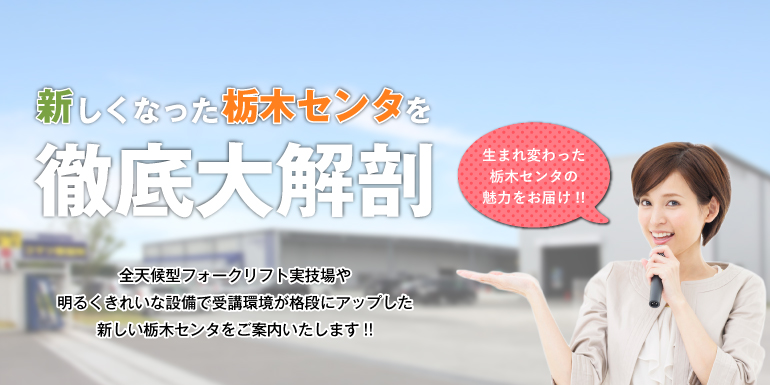 新しくなった栃木センタを
徹底大解剖
生まれ変わった
栃木センタの
魅力をお届け!!
全天候型フォークリフト実技場や
明るくきれいな設備で受講環境が格段にアップした
新しい栃木センタをご案内いたします!!